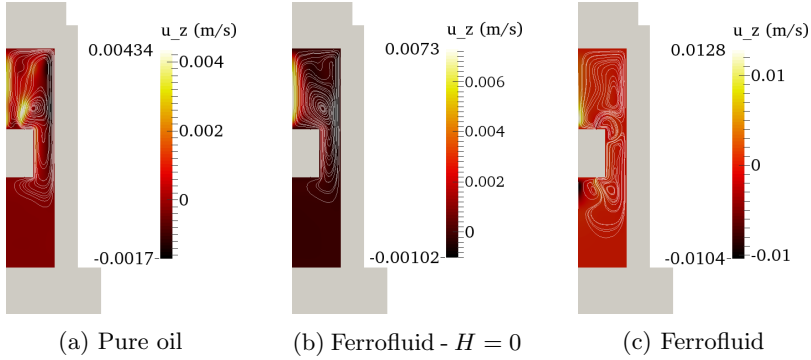 u_z (m/s)
0.00434
0.004
0.002
0
-0.0017
(a) Pure oil
u_z (m/s)
0.0073
0.006
0.004
0.002
0
-0.00102
(b) Ferrofluid - H = 0
u_z (m/s)
0.0128
0.01
0
-0.01
-0.0104
(c) Ferrofluid